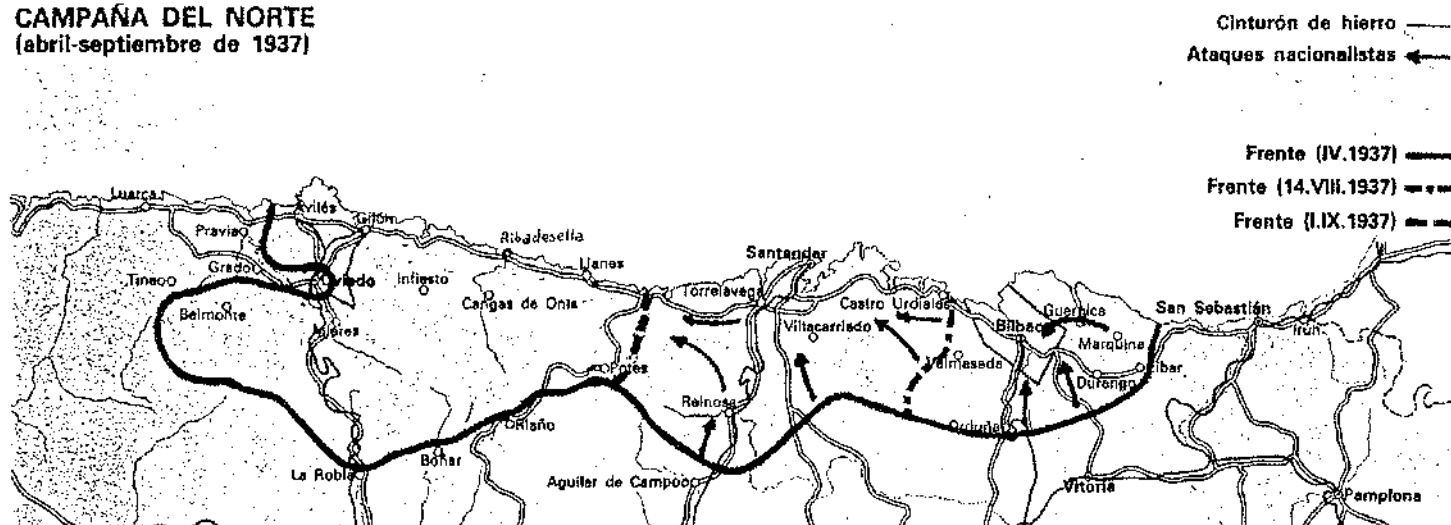 CAMPAÑA DEL NORTE
(abril-septiembre de 1937)
Cinturón de hierro
Ataques nacionalistas
Frente (IV.1937)
Frente (14.VIII.1937)
Frente (I.IX.1937)
Luarca
Avilés
Gijón
Pravia
Ribadesella
Grado
Oviedo
Tineo
Infiesto
Llanes
Cangas de Onis
Belmonte
Mieres
Santander
Torrelavega
Castro Urdiales
Villacarriedo
Guernica
San Sebastián
Irún
Bilbao
Marquina
Valmaseda
Eibar
Durango
Potes
Reinosa
Riaño
Orduña
Boñar
La Robla
Aguilar de Campoo
Vitoria
Pamplona